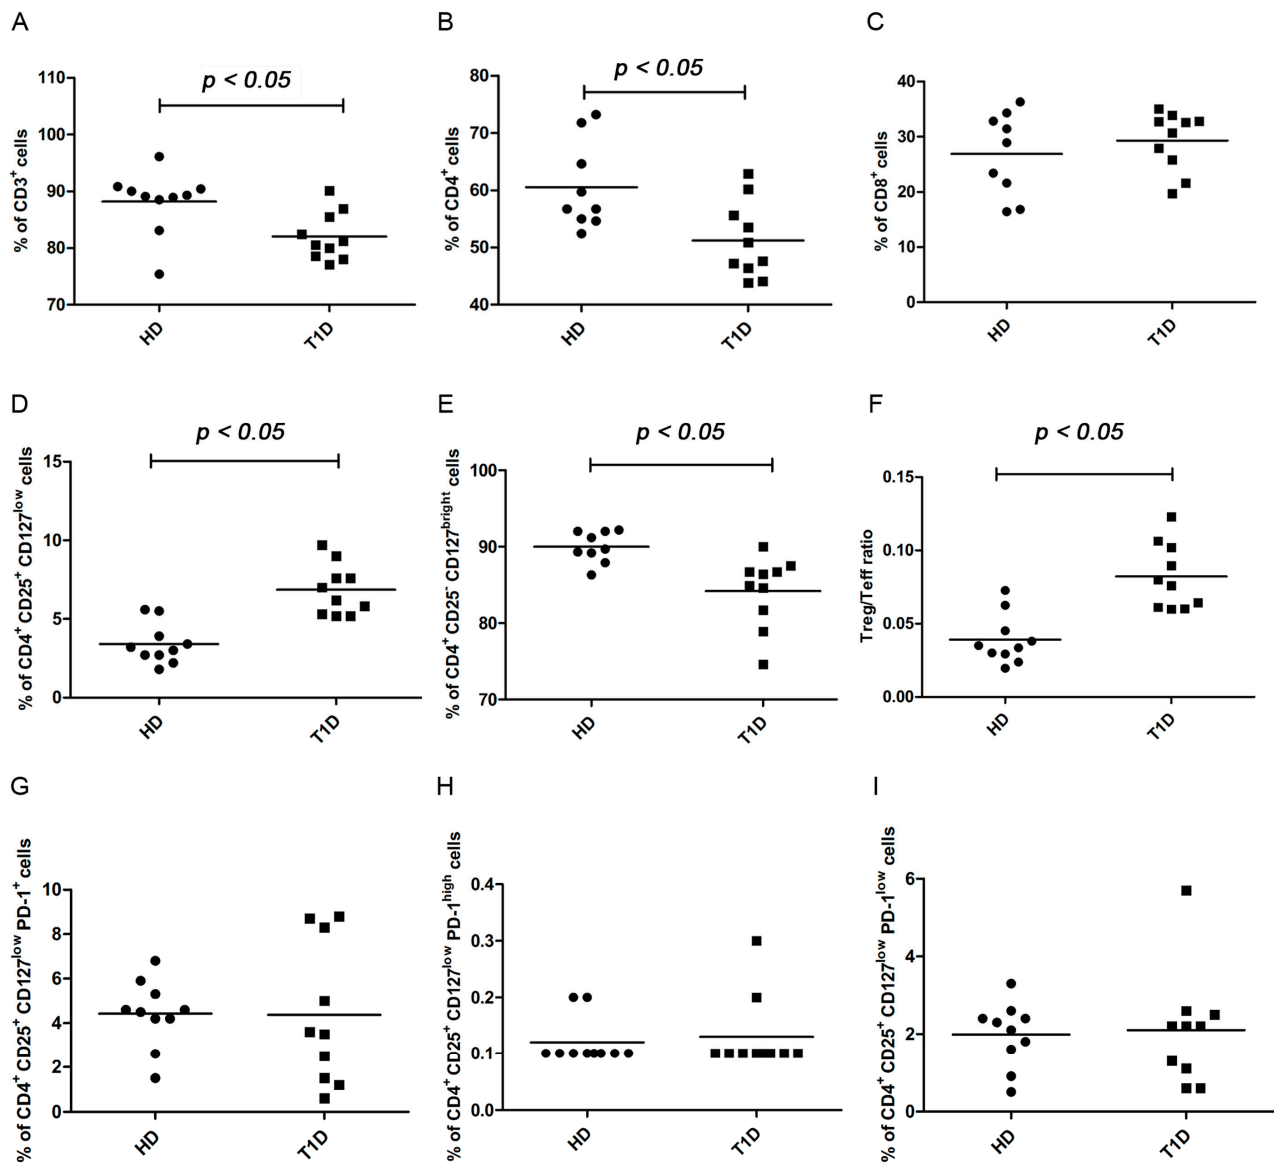 A
p < 0.05
% of CD3⁺ cells
110
100
90
80
70
HD
T1D
B
p < 0.05
% of CD4⁺ cells
80
70
60
50
40
HD
T1D
C
% of CD8⁺ cells
40
30
20
10
0
HD
T1D
D
p < 0.05
% of CD4⁺ CD25⁺ CD127ˡᵒʷ cells
15
10
5
0
HD
T1D
E
p < 0.05
% of CD4⁺ CD25⁻ CD127ᵇʳⁱᵍʰᵗ cells
100
90
80
70
HD
T1D
F
p < 0.05
Treg/Teff ratio
0.15
0.10
0.05
0.00
HD
T1D
G
% of CD4⁺ CD25⁺ CD127ˡᵒʷ PD-1⁺ cells
10
8
6
4
2
0
HD
T1D
H
% of CD4⁺ CD25⁺ CD127ˡᵒʷ PD-1ʰⁱᵍʰ cells
0.4
0.3
0.2
0.1
0.0
HD
T1D
I
% of CD4⁺ CD25⁺ CD127ˡᵒʷ PD-1ˡᵒʷ cells
6
4
2
0
HD
T1D